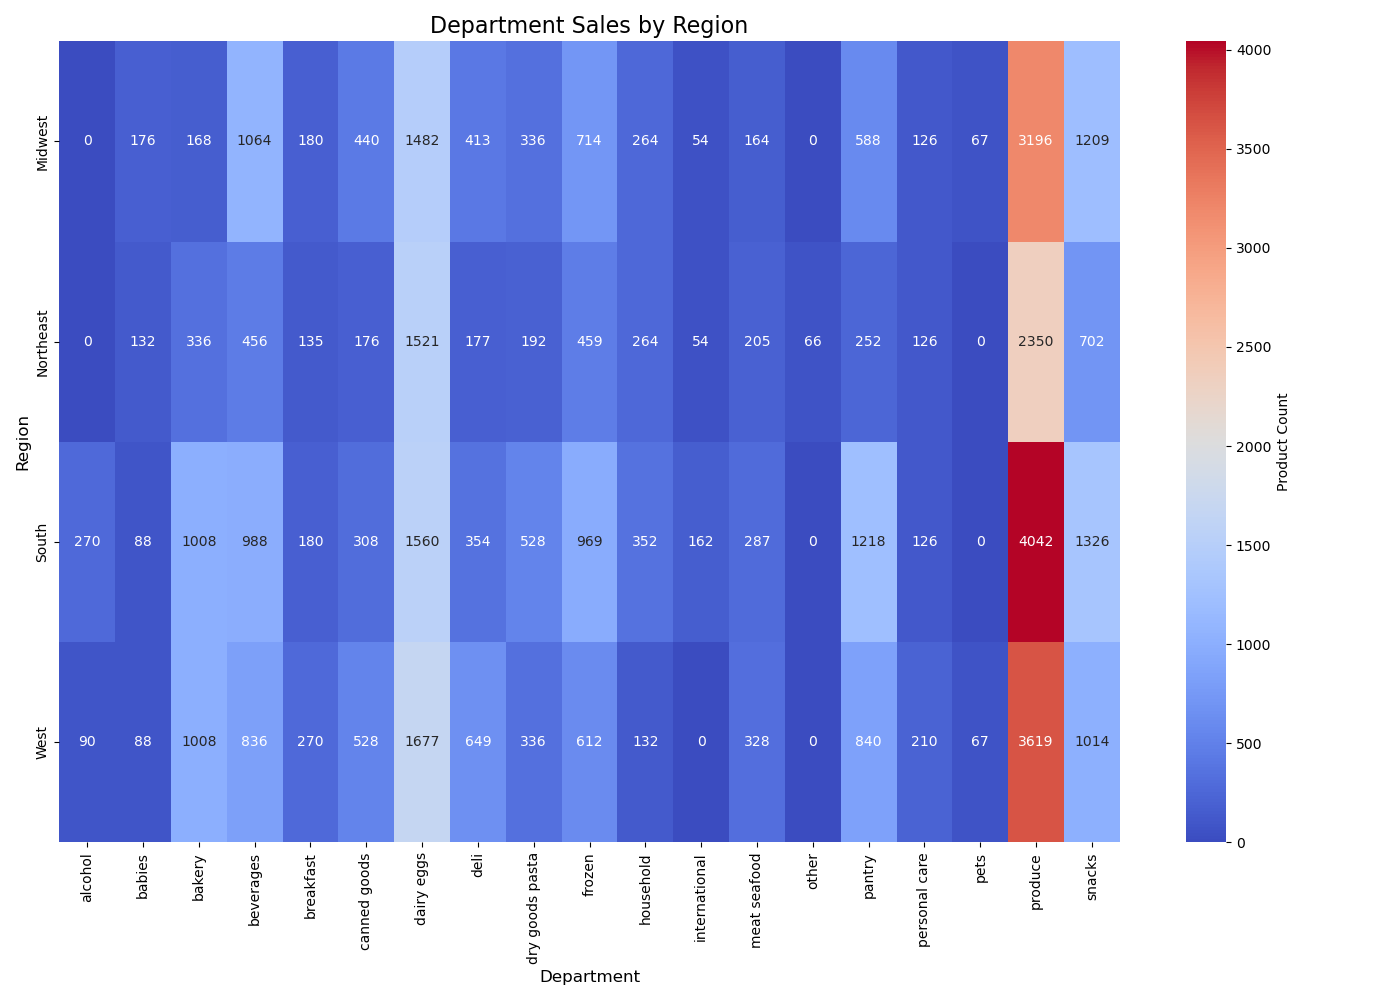 Department Sales by Region
Midwest
0 176 168 1064 180 440 1482 413 336 714 264 54 164 0 588 126 67 3196 1209
Northeast
0 132 336 456 135 176 1521 177 192 459 264 54 205 66 252 126 0 2350 702
South
270 88 1008 988 180 308 1560 354 528 969 352 162 287 0 1218 126 0 4042 1326
West
90 88 1008 836 270 528 1677 649 336 612 132 0 328 0 840 210 67 3619 1014
Region
alcohol
babies
bakery
beverages
breakfast
canned goods
dairy eggs
deli
dry goods pasta
frozen
household
international
meat seafood
other
pantry
personal care
pets
produce
snacks
Department
4000
3500
3000
2500
2000
1500
1000
500
0
Product Count